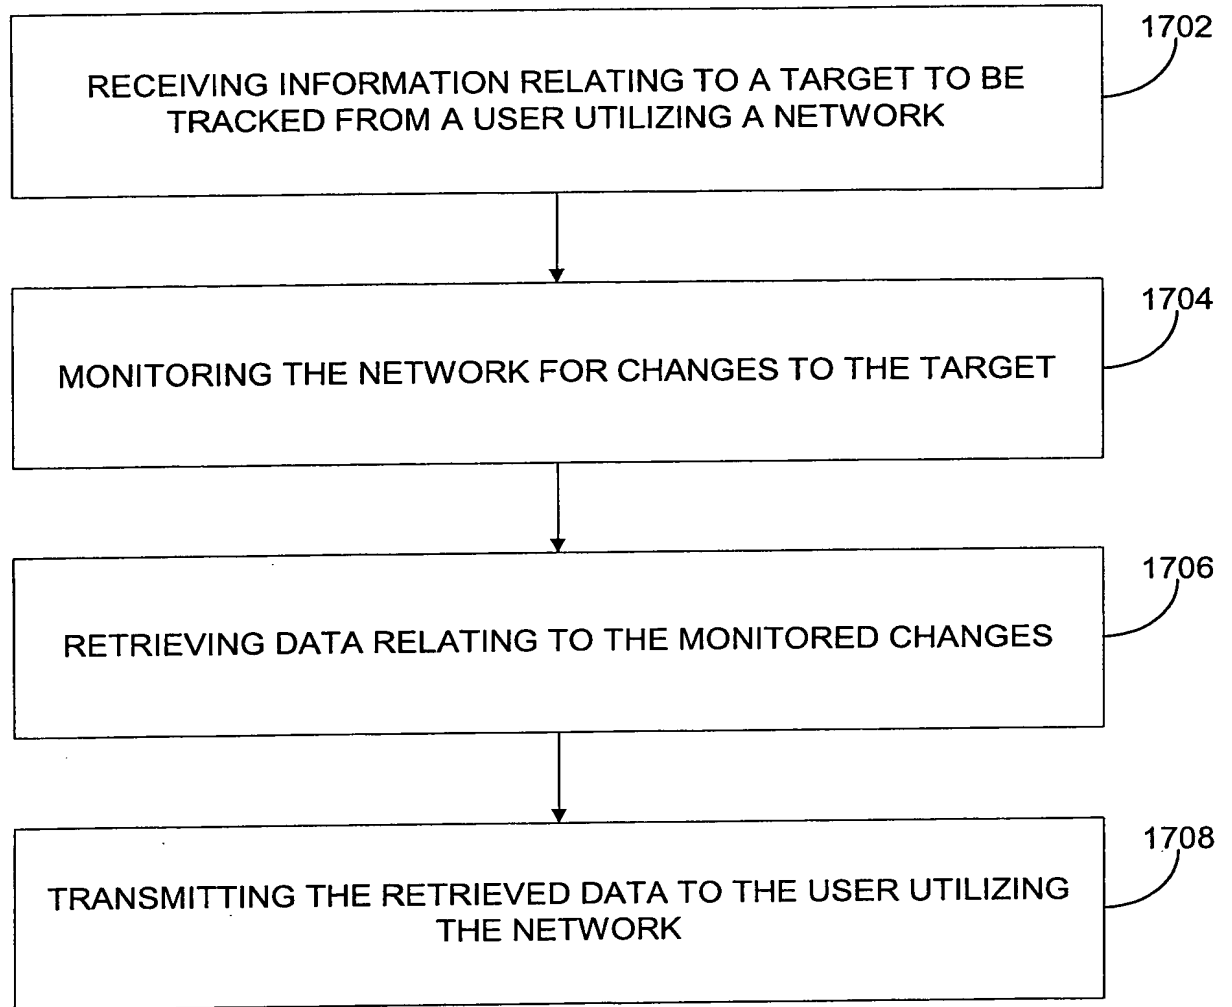 1702
RECEIVING INFORMATION RELATING TO A TARGET TO BE
TRACKED FROM A USER UTILIZING A NETWORK
1704
MONITORING THE NETWORK FOR CHANGES TO THE TARGET
1706
RETRIEVING DATA RELATING TO THE MONITORED CHANGES
1708
TRANSMITTING THE RETRIEVED DATA TO THE USER UTILIZING
THE NETWORK